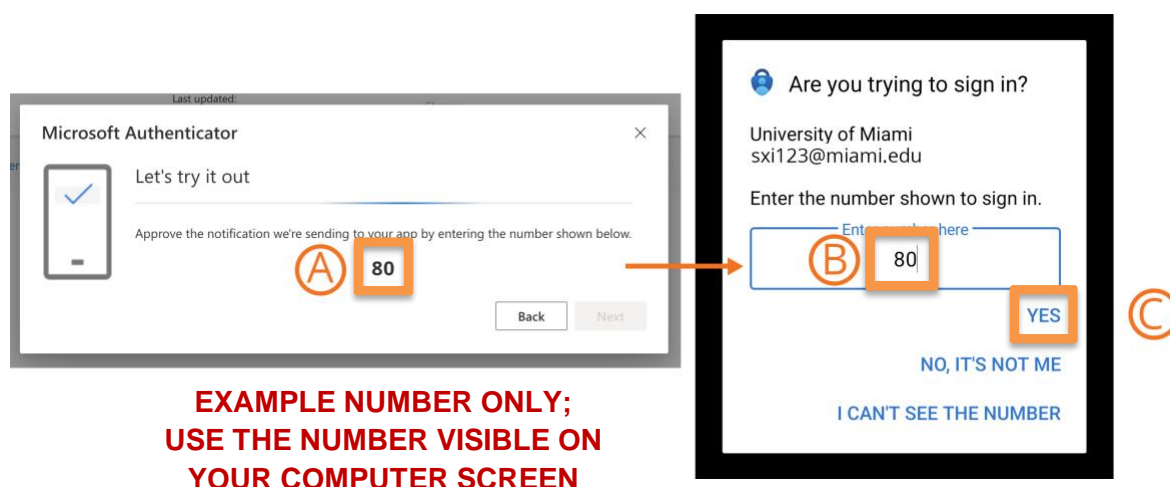 Last updated:
Microsoft Authenticator
Let's try it out
Approve the notification we're sending to your app by entering the number shown below.
A
80
Back
Next
EXAMPLE NUMBER ONLY;
USE THE NUMBER VISIBLE ON
YOUR COMPUTER SCREEN
Are you trying to sign in?
University of Miami
sxi123@miami.edu
Enter the number shown to sign in.
Enter number here
B
80
YES
C
NO, IT'S NOT ME
I CAN'T SEE THE NUMBER